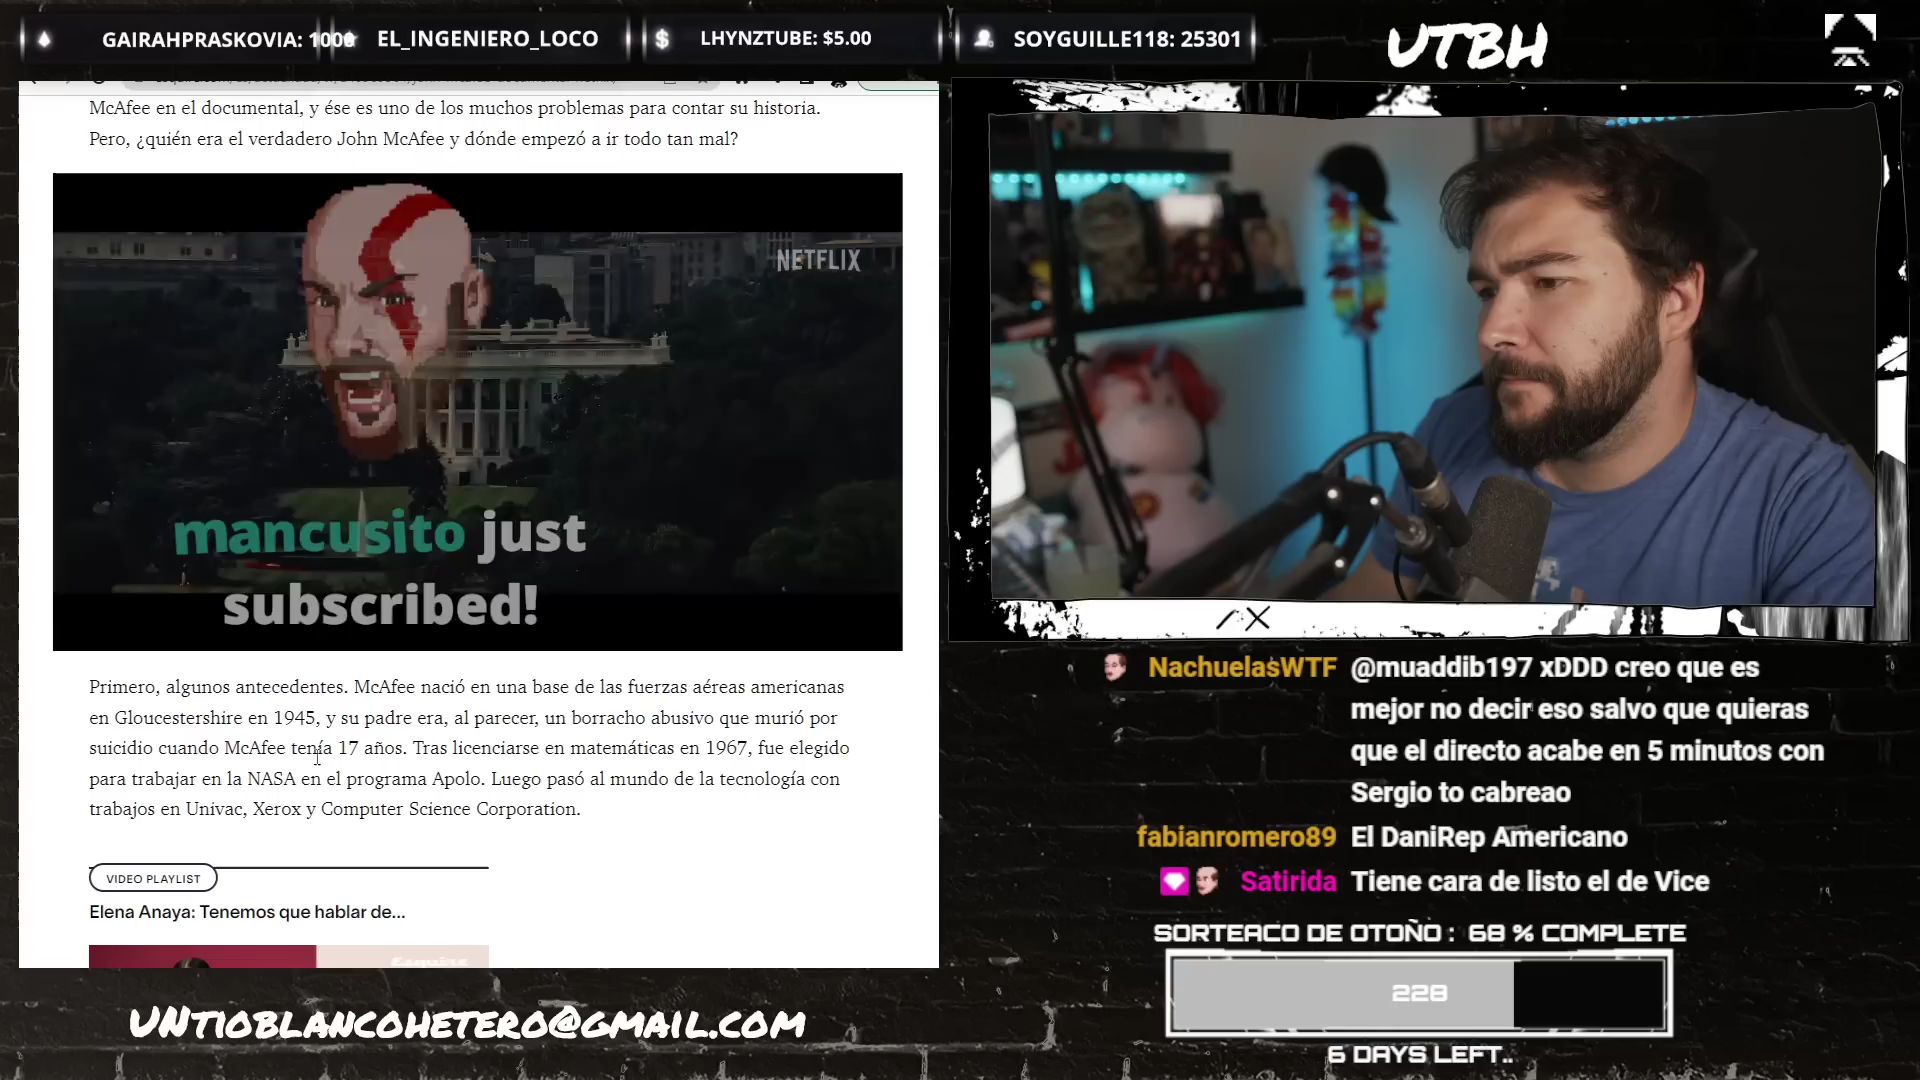 GAIRAHPRASKOVIA: 1000
EL_INGENIERO_LOCO
LHYNZTUBE: $5.00
SOYGUILLE118: 25301
UTBH
McAfee en el documental, y ése es uno de los muchos problemas para contar su historia.
Pero, ¿quién era el verdadero John McAfee y dónde empezó a ir todo tan mal?
NETFLIX
mancusito just
subscribed!
Primero, algunos antecedentes. McAfee nació en una base de las fuerzas aéreas americanas
en Gloucestershire en 1945, y su padre era, al parecer, un borracho abusivo que murió por
suicidio cuando McAfee tenía 17 años. Tras licenciarse en matemáticas en 1967, fue elegido
para trabajar en la NASA en el programa Apolo. Luego pasó al mundo de la tecnología con
trabajos en Univac, Xerox y Computer Science Corporation.
VIDEO PLAYLIST
Elena Anaya: Tenemos que hablar de...
Esquire
UNTIOBLANCOHETERO@GMAIL.COM
NachuelasWTF @muaddib197 xDDD creo que es
mejor no decir eso salvo que quieras
que el directo acabe en 5 minutos con
Sergio to cabreao
fabianromero89 El DaniRep Americano
Satirida Tiene cara de listo el de Vice
SORTEACO DE OTOÑO : 68 % COMPLETE
228
6 DAYS LEFT..